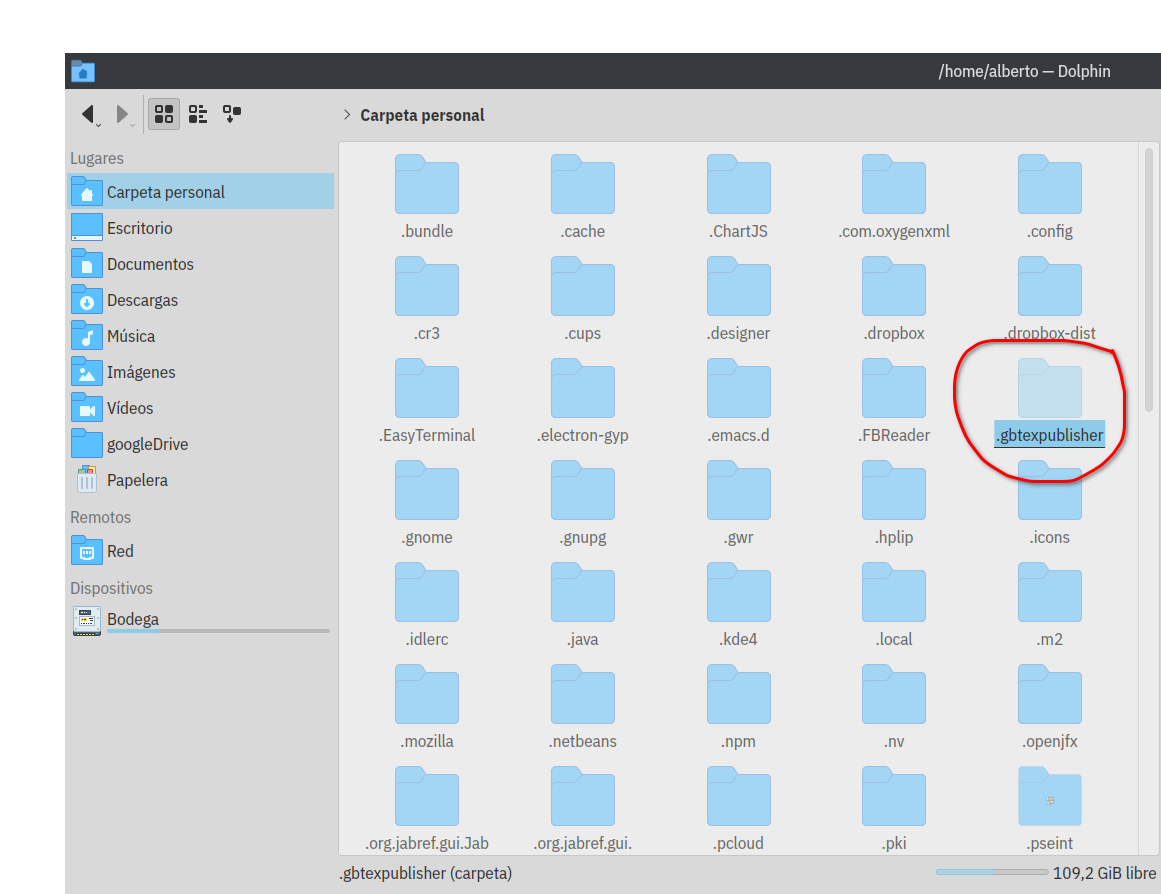 /home/alberto — Dolphin
Carpeta personal
Lugares
Carpeta personal
Escritorio
Documentos
Descargas
Música
Imágenes
Vídeos
googleDrive
Papelera
Remotos
Red
Dispositivos
Bodega
.bundle .cache .ChartJS .com.oxygenxml .config
.cr3 .cups .designer .dropbox .dropbox-dist
.EasyTerminal .electron-gyp .emacs.d .FBReader .gbtexpublisher
.gnome .gnupg .gwr .hplip .icons
.idlerc .java .kde4 .local .m2
.mozilla .netbeans .npm .nv .openjfx
.org.jabref.gui.Jab .org.jabref.gui. .pcloud .pki .pseint
.gbtexpublisher (carpeta) 109,2 GiB libre